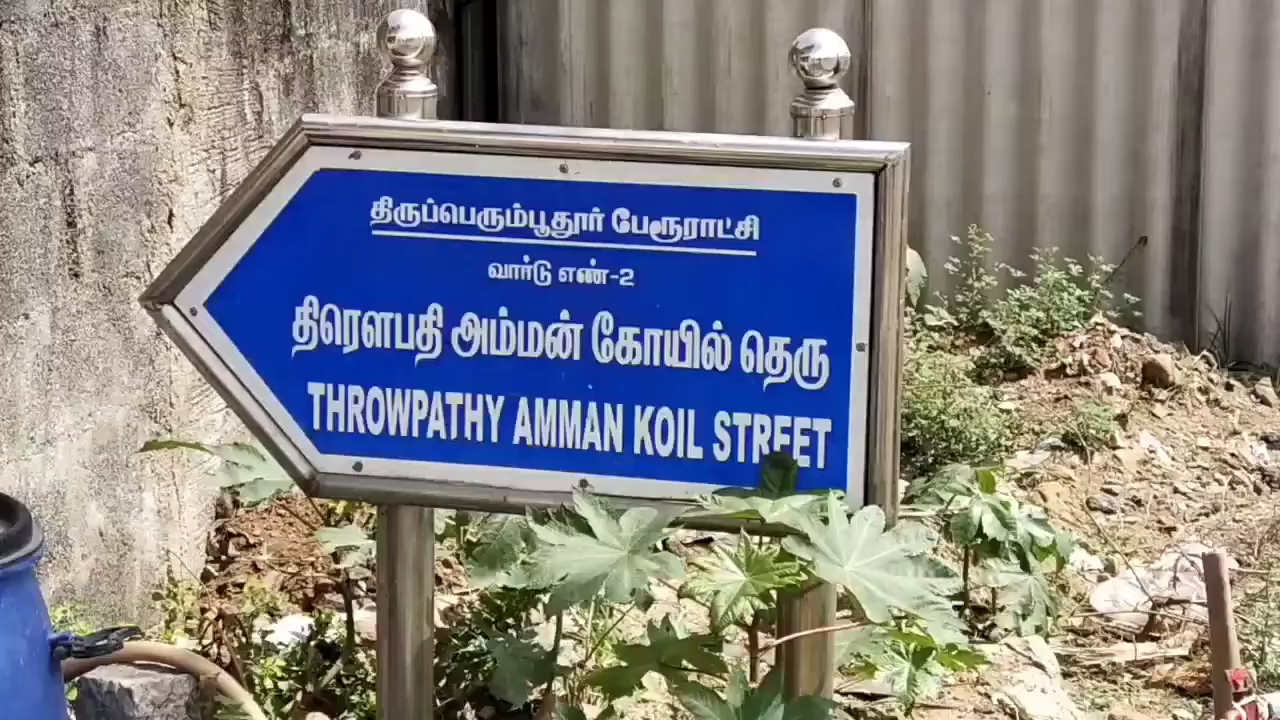 திருப்பெரும்பூதூர் பேரூராட்சி
வார்டு எண்-2
திரௌபதி அம்மன் கோயில் தெரு
THROWPATHY AMMAN KOIL STREET